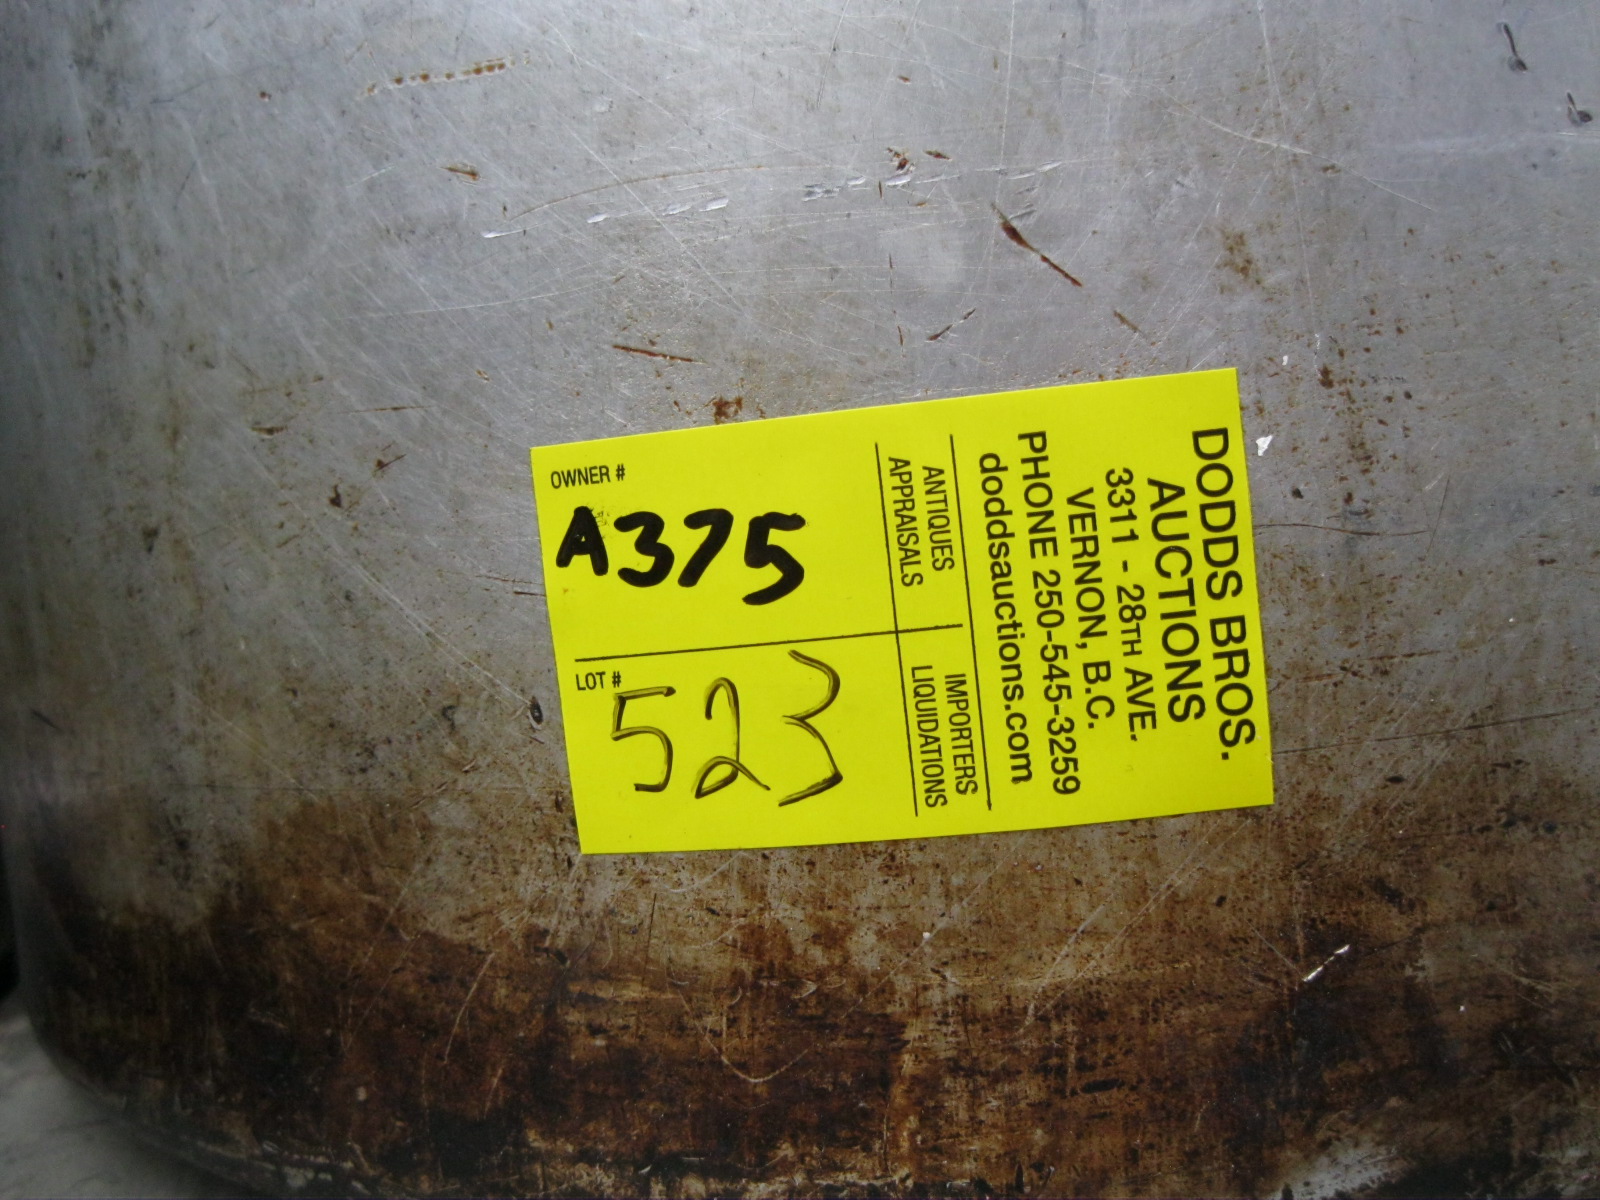 DODDS BROS.
AUCTIONS
3311 - 28TH AVE.
VERNON, B.C.
PHONE 250-545-3259
doddsauctions.com
ANTIQUES
APPRAISALS
IMPORTERS
LIQUIDATIONS
OWNER #
A375
LOT #
523